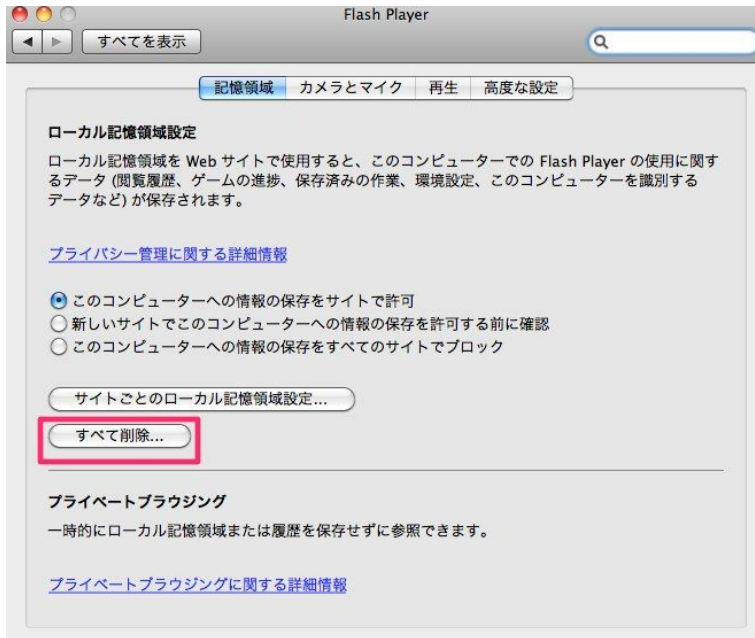 Flash Player
すべてを表示
記憶領域 カメラとマイク 再生 高度な設定
ローカル記憶領域設定
ローカル記憶領域を Web サイトで使用すると、このコンピューターでの Flash Player の使用に関す
るデータ (閲覧履歴、ゲームの進捗、保存済みの作業、環境設定、このコンピューターを識別する
データなど) が保存されます。
プライバシー管理に関する詳細情報
このコンピューターへの情報の保存をサイトで許可
新しいサイトでこのコンピューターへの情報の保存を許可する前に確認
このコンピューターへの情報の保存をすべてのサイトでブロック
サイトごとのローカル記憶領域設定...
すべて削除...
プライベートブラウジング
一時的にローカル記憶領域または履歴を保存せずに参照できます。
プライベートブラウジングに関する詳細情報